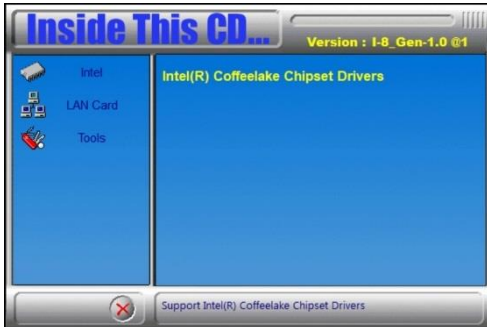 Inside This CD...
Version : I-8_Gen-1.0 @1
Intel
LAN Card
Tools
Intel(R) Coffeelake Chipset Drivers
Support Intel(R) Coffeelake Chipset Drivers